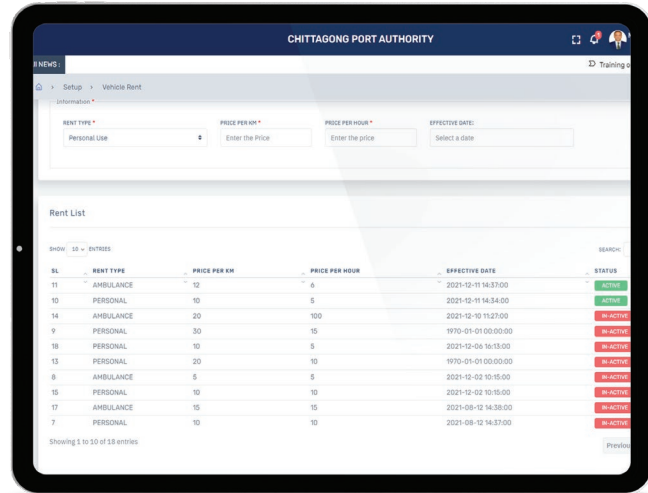 CHITTAGONG PORT AUTHORITY
NEWS :
Training o
Setup > Vehicle Rent
Information *
RENT TYPE * PRICE PER KM * PRICE PER HOUR * EFFECTIVE DATE:
Personal Use Enter the Price Enter the price Select a date
Rent List
SHOW 10 ENTRIES SEARCH:
SL RENT TYPE PRICE PER KM PRICE PER HOUR EFFECTIVE DATE STATUS
11 AMBULANCE 12 6 2021-12-11 14:37:00 ACTIVE
10 PERSONAL 10 5 2021-12-11 14:34:00 ACTIVE
14 AMBULANCE 20 100 2021-12-10 11:27:00 IN-ACTIVE
9 PERSONAL 30 15 1970-01-01 00:00:00 IN-ACTIVE
18 PERSONAL 10 5 2021-12-06 16:13:00 IN-ACTIVE
13 PERSONAL 20 10 1970-01-01 00:00:00 IN-ACTIVE
8 AMBULANCE 5 5 2021-12-02 10:15:00 IN-ACTIVE
15 PERSONAL 10 10 2021-12-02 10:15:00 IN-ACTIVE
17 AMBULANCE 15 15 2021-08-12 14:38:00 IN-ACTIVE
7 PERSONAL 10 10 2021-08-12 14:37:00 IN-ACTIVE
Showing 1 to 10 of 18 entries
Previou